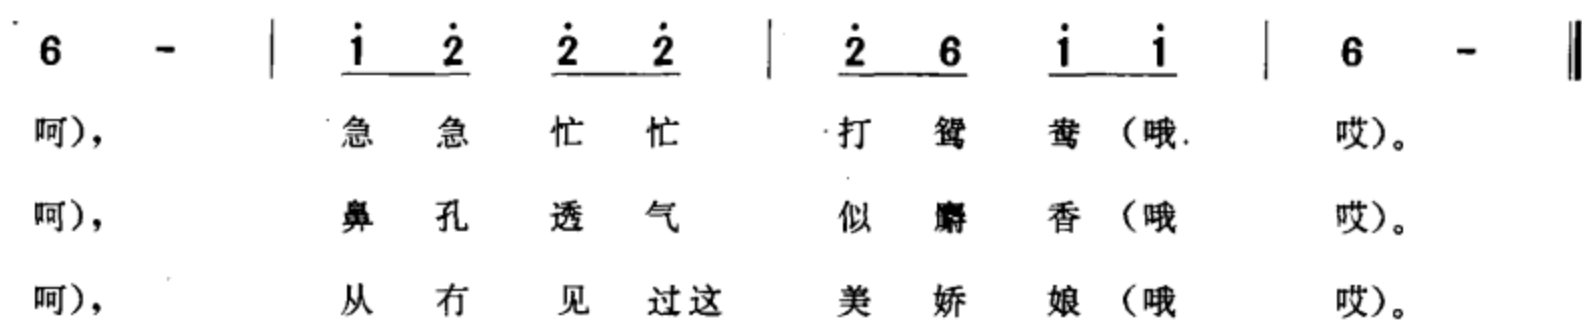 6 - | i̇ 2̇ 2̇ 2̇ | 2̇ 6 i̇ i̇ | 6 - ‖
呵), 急 急 忙 忙 打 鸳 鸯 (哦 哎)。
呵), 鼻 孔 透 气 似 麝 香 (哦 哎)。
呵), 从 冇 见 过这 美 娇 娘 (哦 哎)。